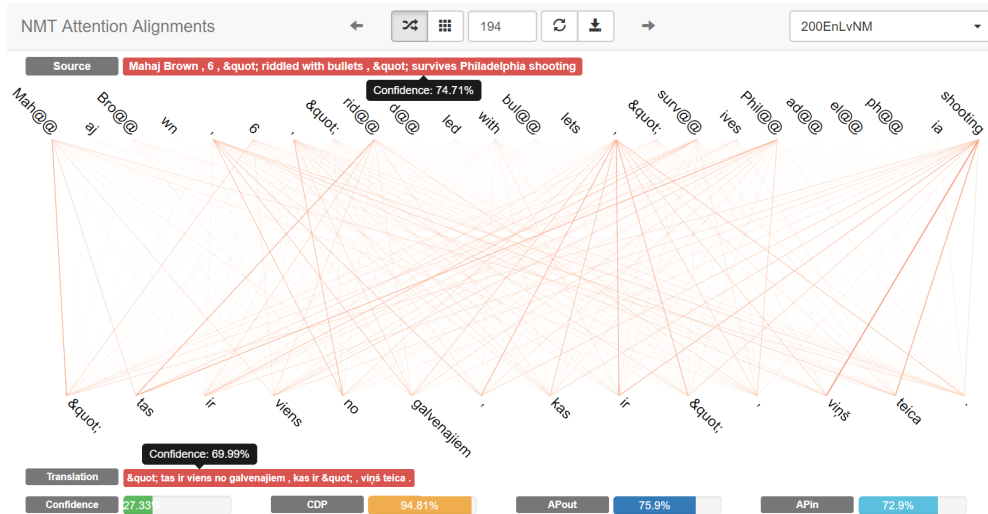 NMT Attention Alignments 194 200EnLvNM
Source Mahaj Brown , 6 , &quot; riddled with bullets , &quot; survives Philadelphia shooting
Confidence: 74.71%
Mah@@ aj Bro@@ wn , 6 , &quot; rid@@ d@@ led with bul@@ lets , &quot; surv@@ ives Phil@@ ad@@ el@@ ph@@ ia shooting
&quot; tas ir viens no galvenajiem , kas ir &quot; , viņš teica .
Confidence: 69.99%
Translation &quot; tas ir viens no galvenajiem , kas ir &quot; , viņš teica .
Confidence 27.33% CDP 94.81% APout 75.9% APin 72.9%